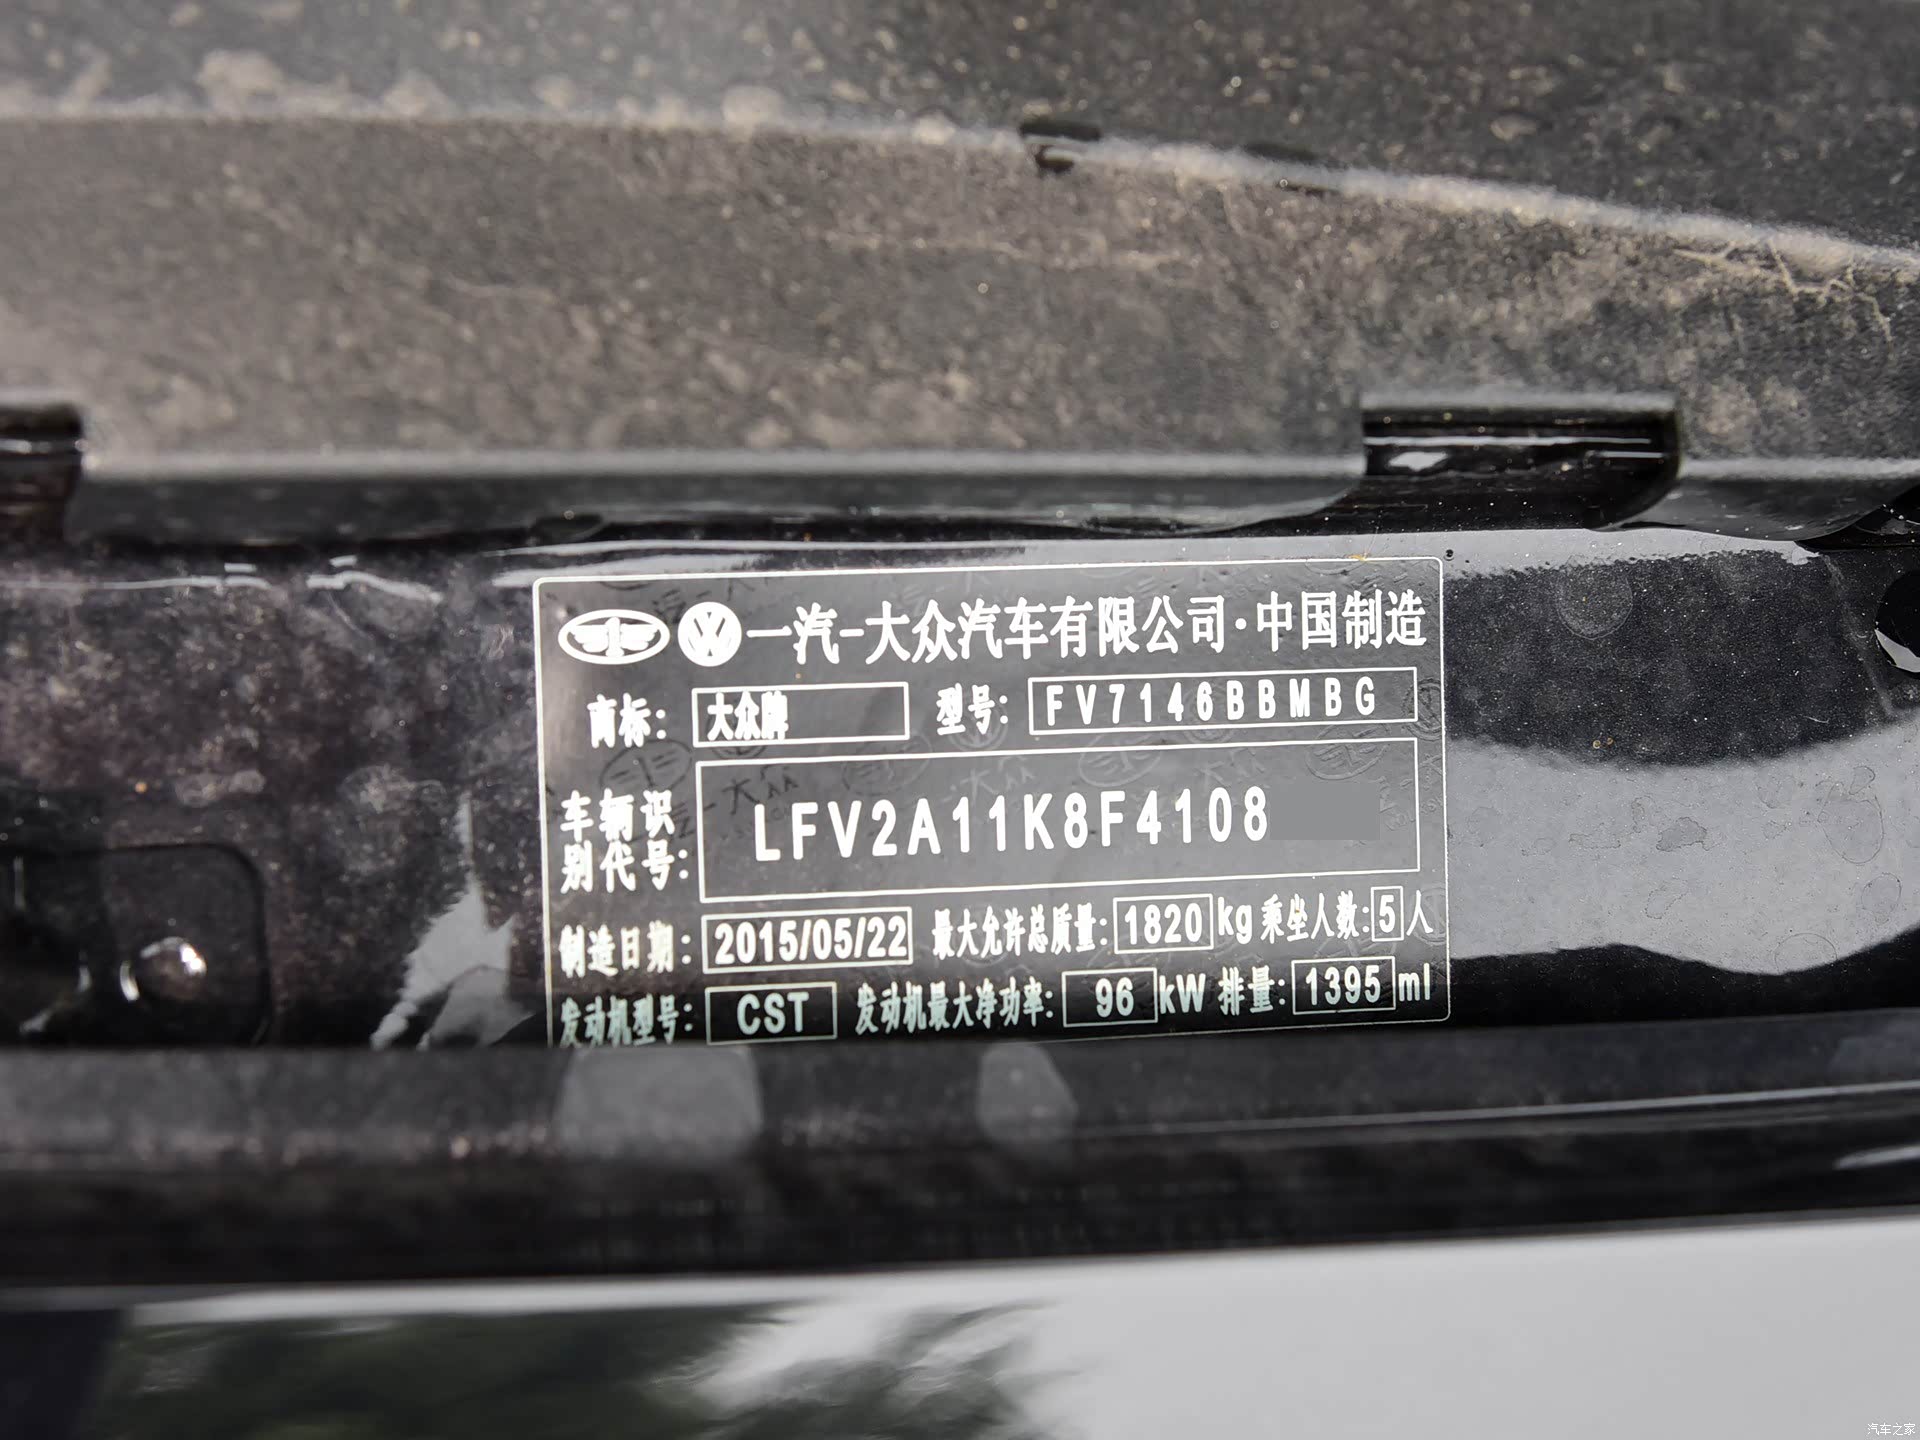 一汽-大众汽车有限公司·中国制造
商标: 大众牌 型号: FV7146BBMBG
车辆识别代号: LFV2A11K8F4108
制造日期: 2015/05/22 最大允许总质量: 1820 kg 乘坐人数: 5 人
发动机型号: CST 发动机最大净功率: 96 kW 排量: 1395 ml
汽车之家